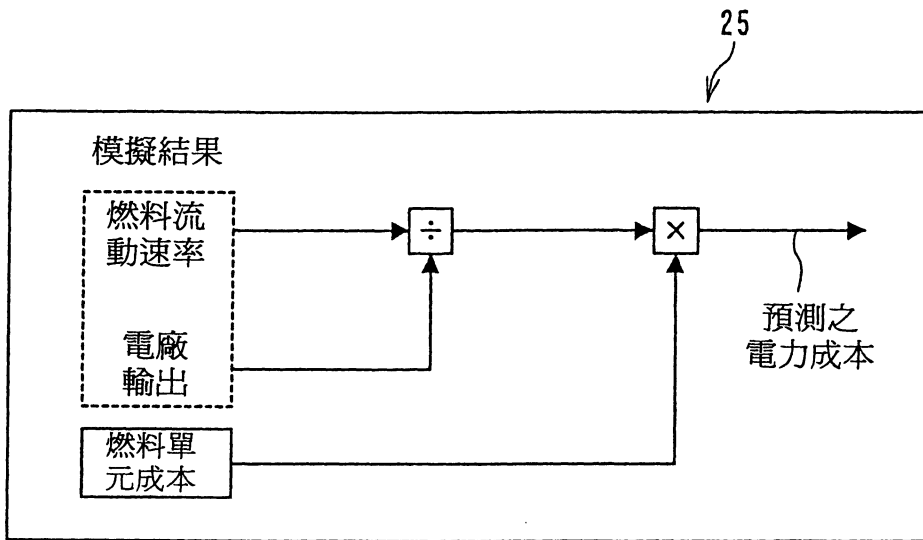 25
模擬結果
燃料流
動速率
÷
×
電廠
輸出
預測之
電力成本
燃料單
元成本